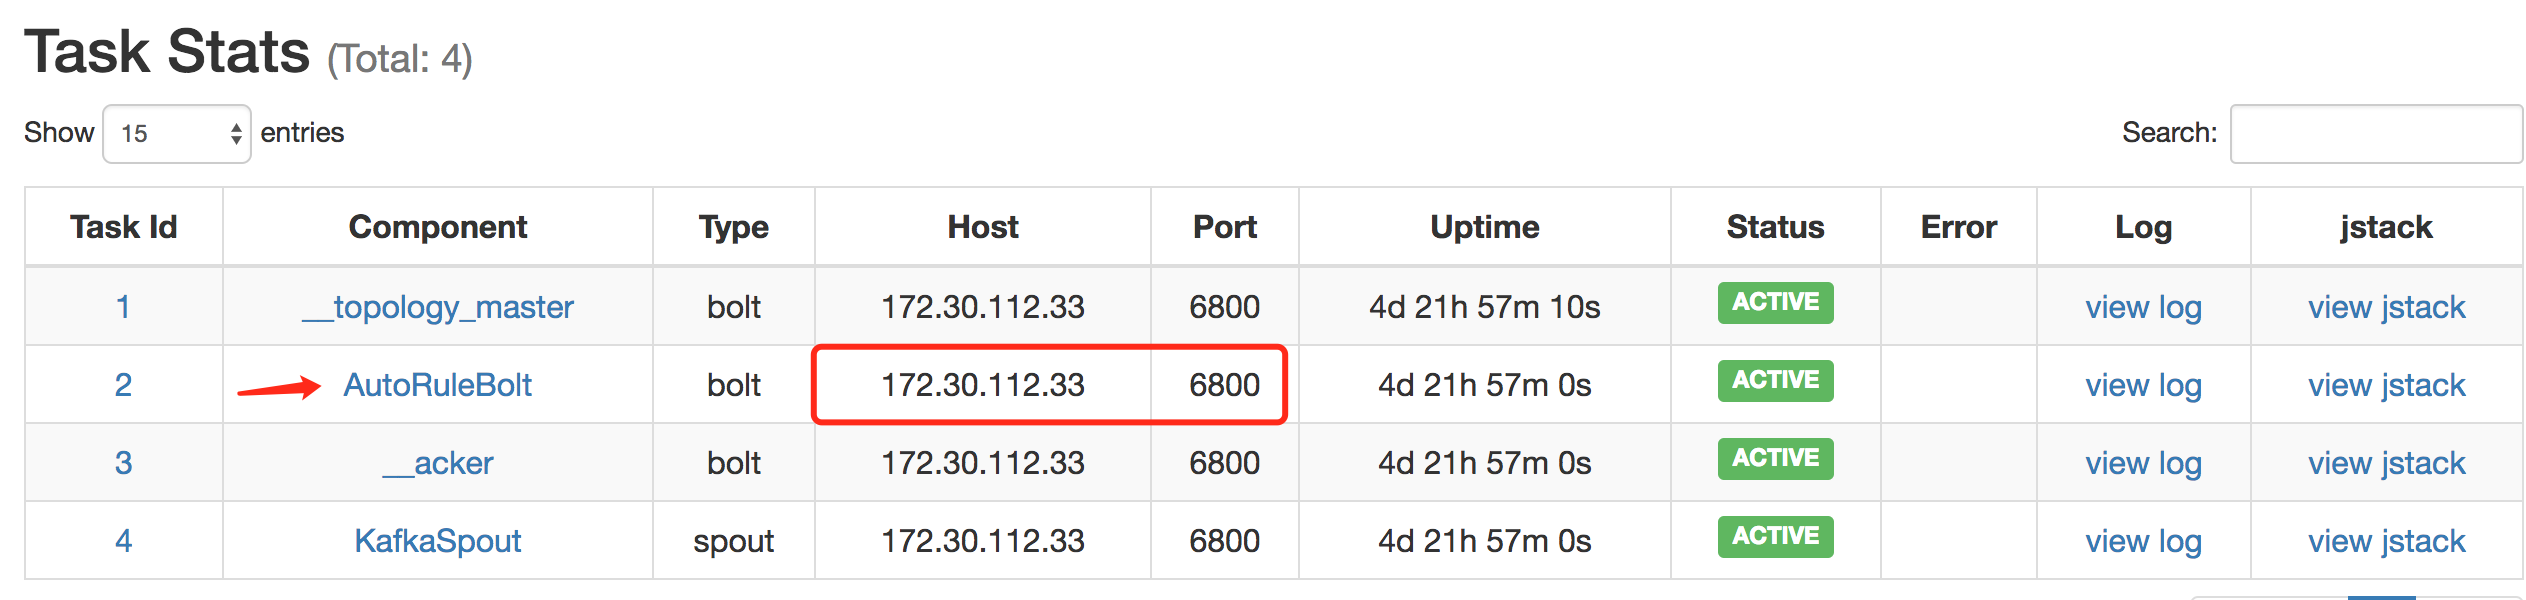 Task Stats (Total: 4)
Show 15 entries Search:
Task Id Component Type Host Port Uptime Status Error Log jstack
1 __topology_master bolt 172.30.112.33 6800 4d 21h 57m 10s ACTIVE view log view jstack
2 AutoRuleBolt bolt 172.30.112.33 6800 4d 21h 57m 0s ACTIVE view log view jstack
3 __acker bolt 172.30.112.33 6800 4d 21h 57m 0s ACTIVE view log view jstack
4 KafkaSpout spout 172.30.112.33 6800 4d 21h 57m 0s ACTIVE view log view jstack